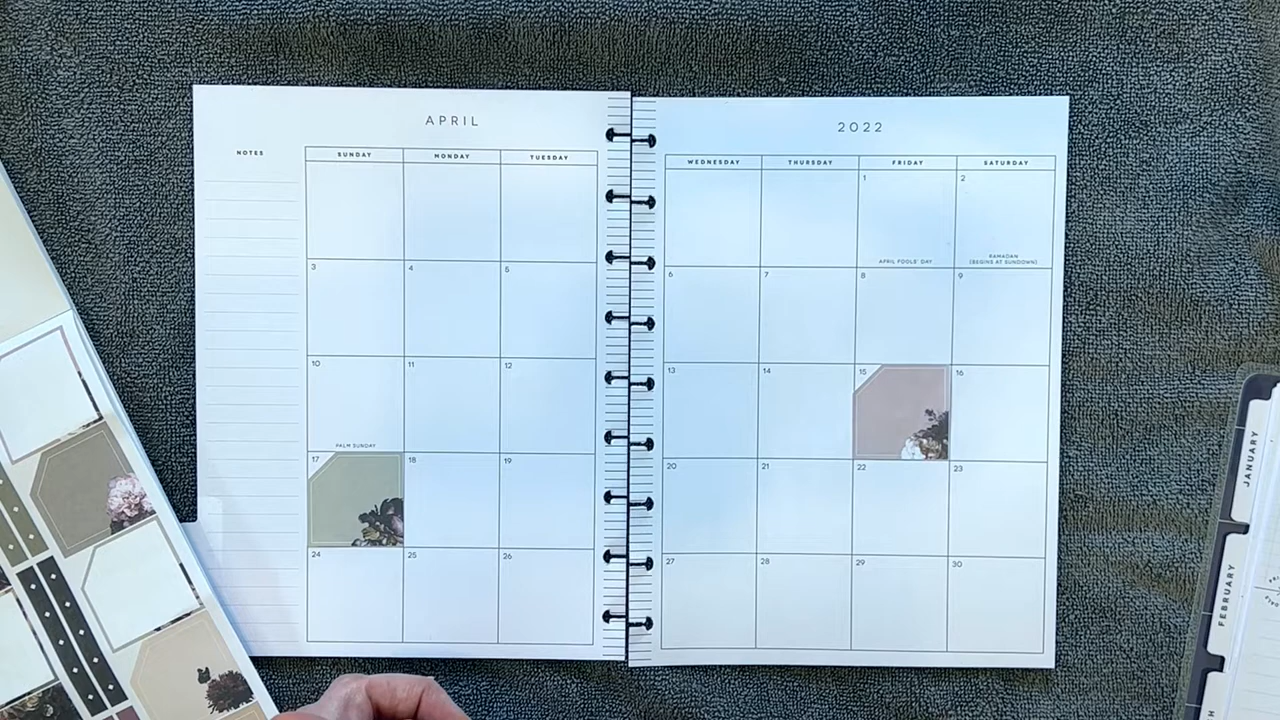 APRIL
2022
NOTES
SUNDAY MONDAY TUESDAY
WEDNESDAY THURSDAY FRIDAY SATURDAY
1 2
APRIL FOOLS' DAY
RAMADAN
(BEGINS AT SUNDOWN)
3 4 5
6 7 8 9
10 11 12
13 14 15 16
PALM SUNDAY
17 18 19
20 21 22 23
24 25 26
27 28 29 30
JANUARY
FEBRUARY